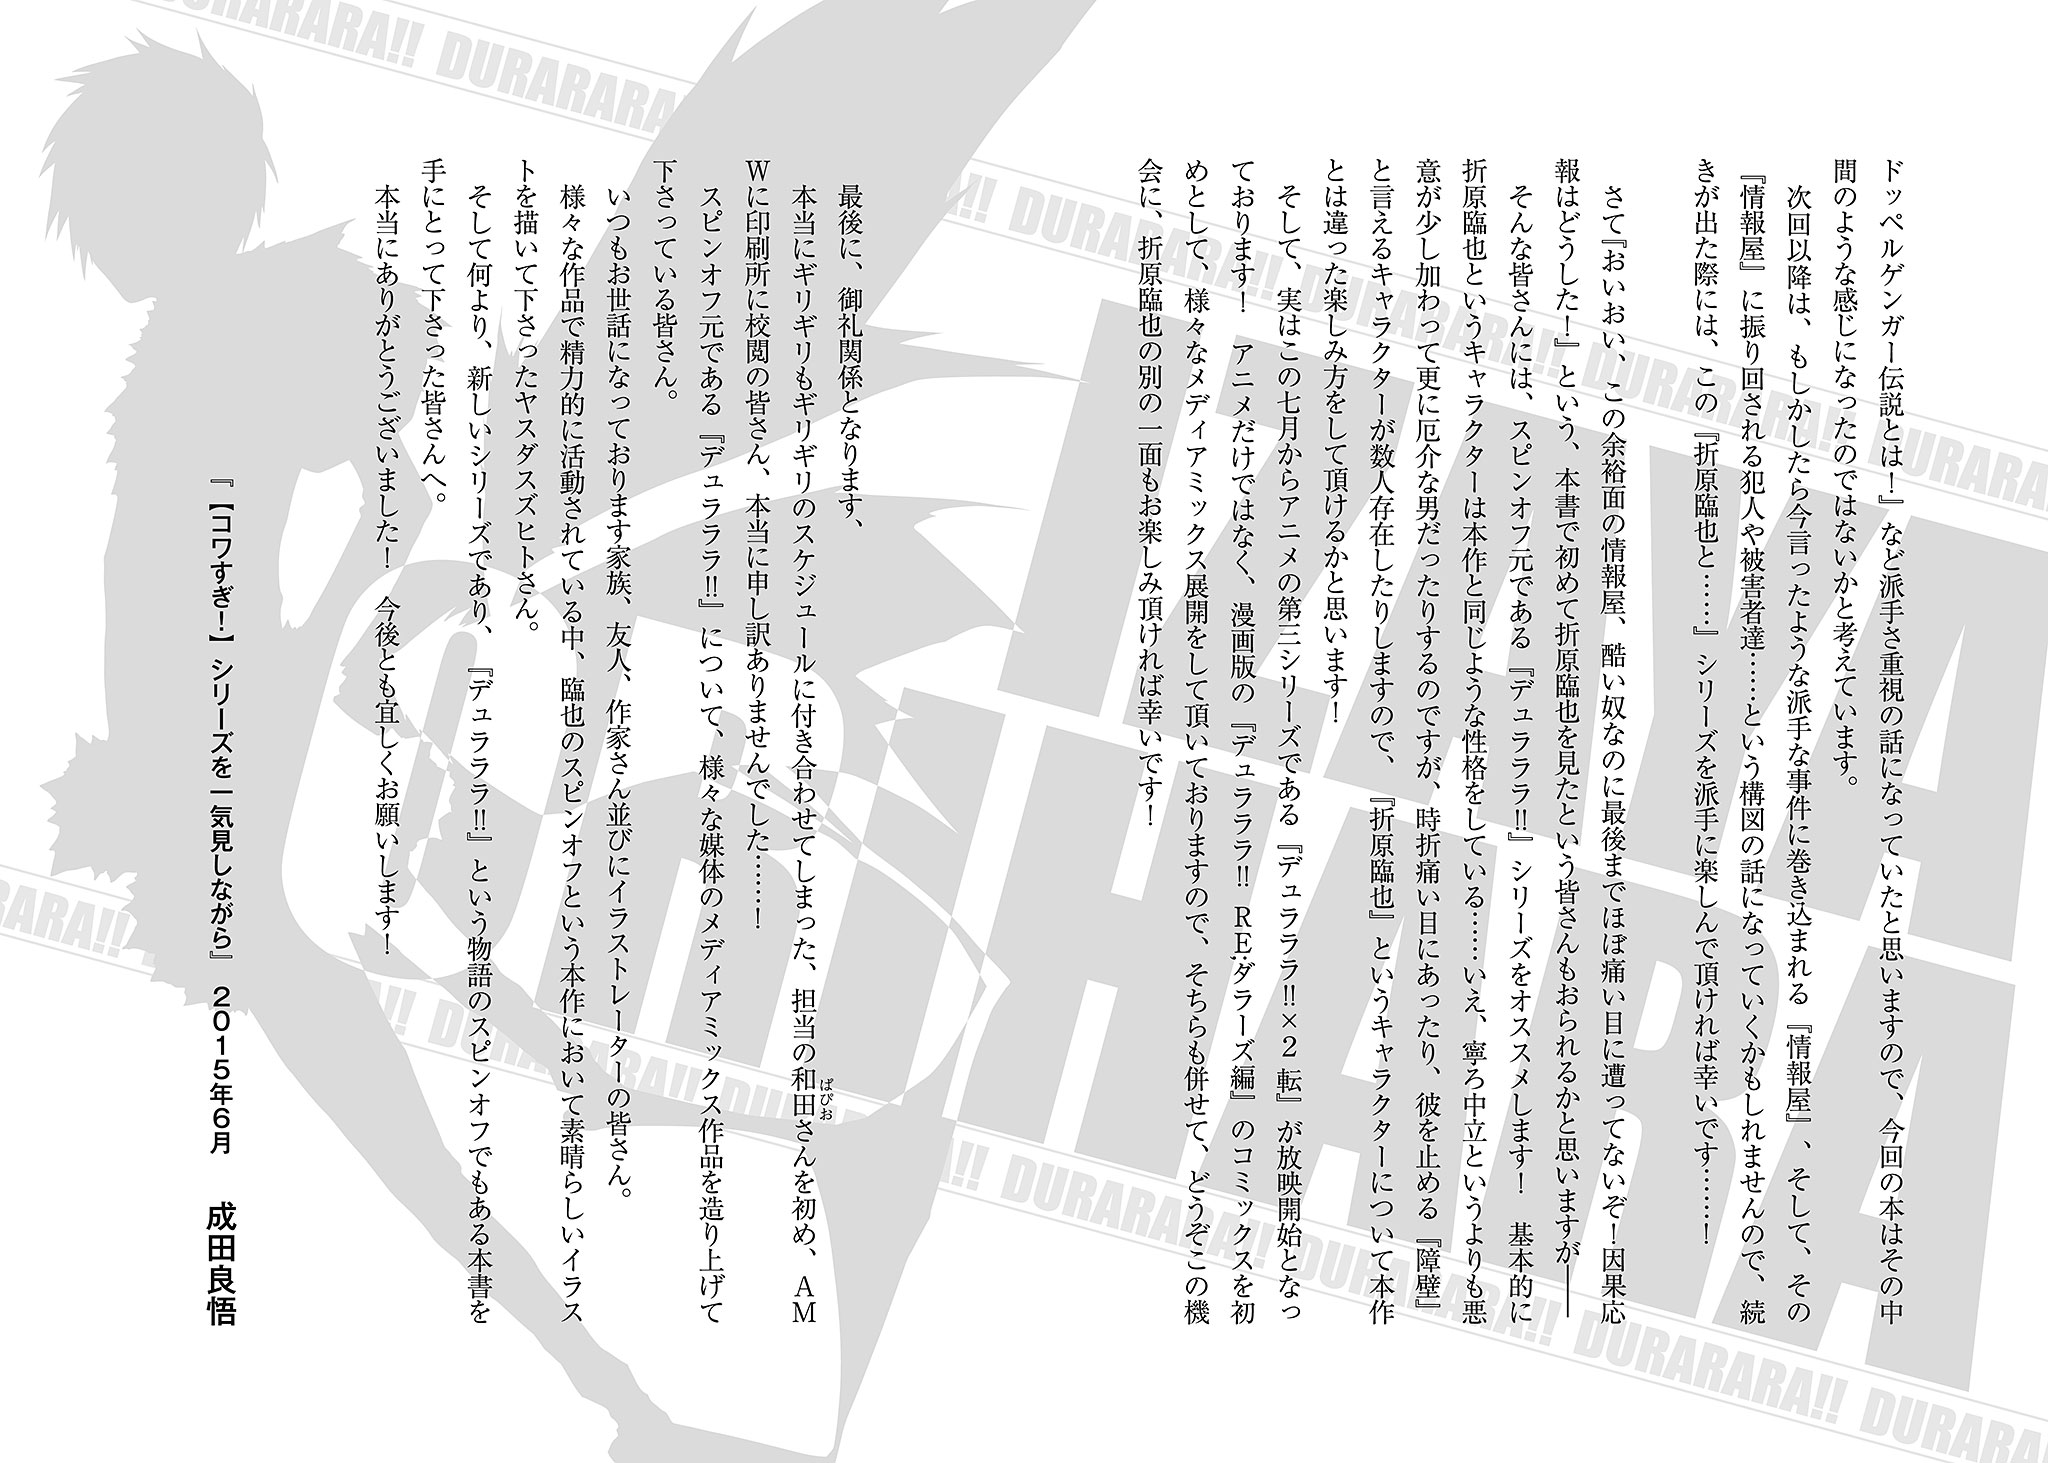 ドッペルゲンガー伝説とは！』など派手さ重視の話になっていたと思いますので、今回の本はその中
間のような感じになったのではないかと考えています。
次回以降は、もしかしたら今言ったような派手な事件に巻き込まれる『情報屋』、そして、その
『情報屋』に振り回される犯人や被害者達……という構図の話になっていくかもしれませんので、続
きが出た際には、この『折原臨也と……』シリーズを派手に楽しんで頂ければ幸いです……！
さて『おいおい、この余裕面の情報屋、酷い奴なのに最後までほぼ痛い目に遭ってないぞ！因果応
報はどうした！』という、本書で初めて折原臨也を見たという皆さんもおられるかと思いますが――
そんな皆さんには、スピンオフ元である『デュラララ!!』シリーズをオススメします！　基本的に
折原臨也というキャラクターは本作と同じような性格をしている……いえ、寧ろ中立というよりも悪
意が少し加わって更に厄介な男だったりするのですが、時折痛い目にあったり、彼を止める『障壁』
と言えるキャラクターが数人存在したりしますので、『折原臨也』というキャラクターについて本作
とは違った楽しみ方をして頂けるかと思います！
そして、実はこの七月からアニメの第三シリーズである『デュラララ!!×２ 転』が放映開始となっ
ております！　アニメだけではなく、漫画版の『デュラララ!! RE;ダラーズ編』のコミックスを初
めとして、様々なメディアミックス展開をして頂いておりますので、そちらも併せて、どうぞこの機
会に、折原臨也の別の一面もお楽しみ頂ければ幸いです！
最後に、御礼関係となります、
本当にギリギリもギリギリのスケジュールに付き合わせてしまった、担当の和田さんを初め、ＡＭ
ぱぴお
Ｗに印刷所に校閲の皆さん、本当に申し訳ありませんでした……！
スピンオフ元である『デュラララ!!』について、様々な媒体のメディアミックス作品を造り上げて
下さっている皆さん。
いつもお世話になっております家族、友人、作家さん並びにイラストレーターの皆さん。
様々な作品で精力的に活動されている中、臨也のスピンオフという本作において素晴らしいイラス
トを描いて下さったヤスダスズヒトさん。
そして何より、新しいシリーズであり、『デュラララ!!』という物語のスピンオフでもある本書を
手にとって下さった皆さんへ。
本当にありがとうございました！　今後とも宜しくお願いします！
『【コワすぎ！】シリーズを一気見しながら』　２０１５年６月　成田良悟
IZAYA
ORIHARA
DURARARA!! DURARARA!!
DURARARA!! DURARARA!! DURARARA!! DURARARA!!
DURARARA!! DURARARA!! DURARARA!! DURARARA!! DURARARA!! DURARARA!! DURARARA!!